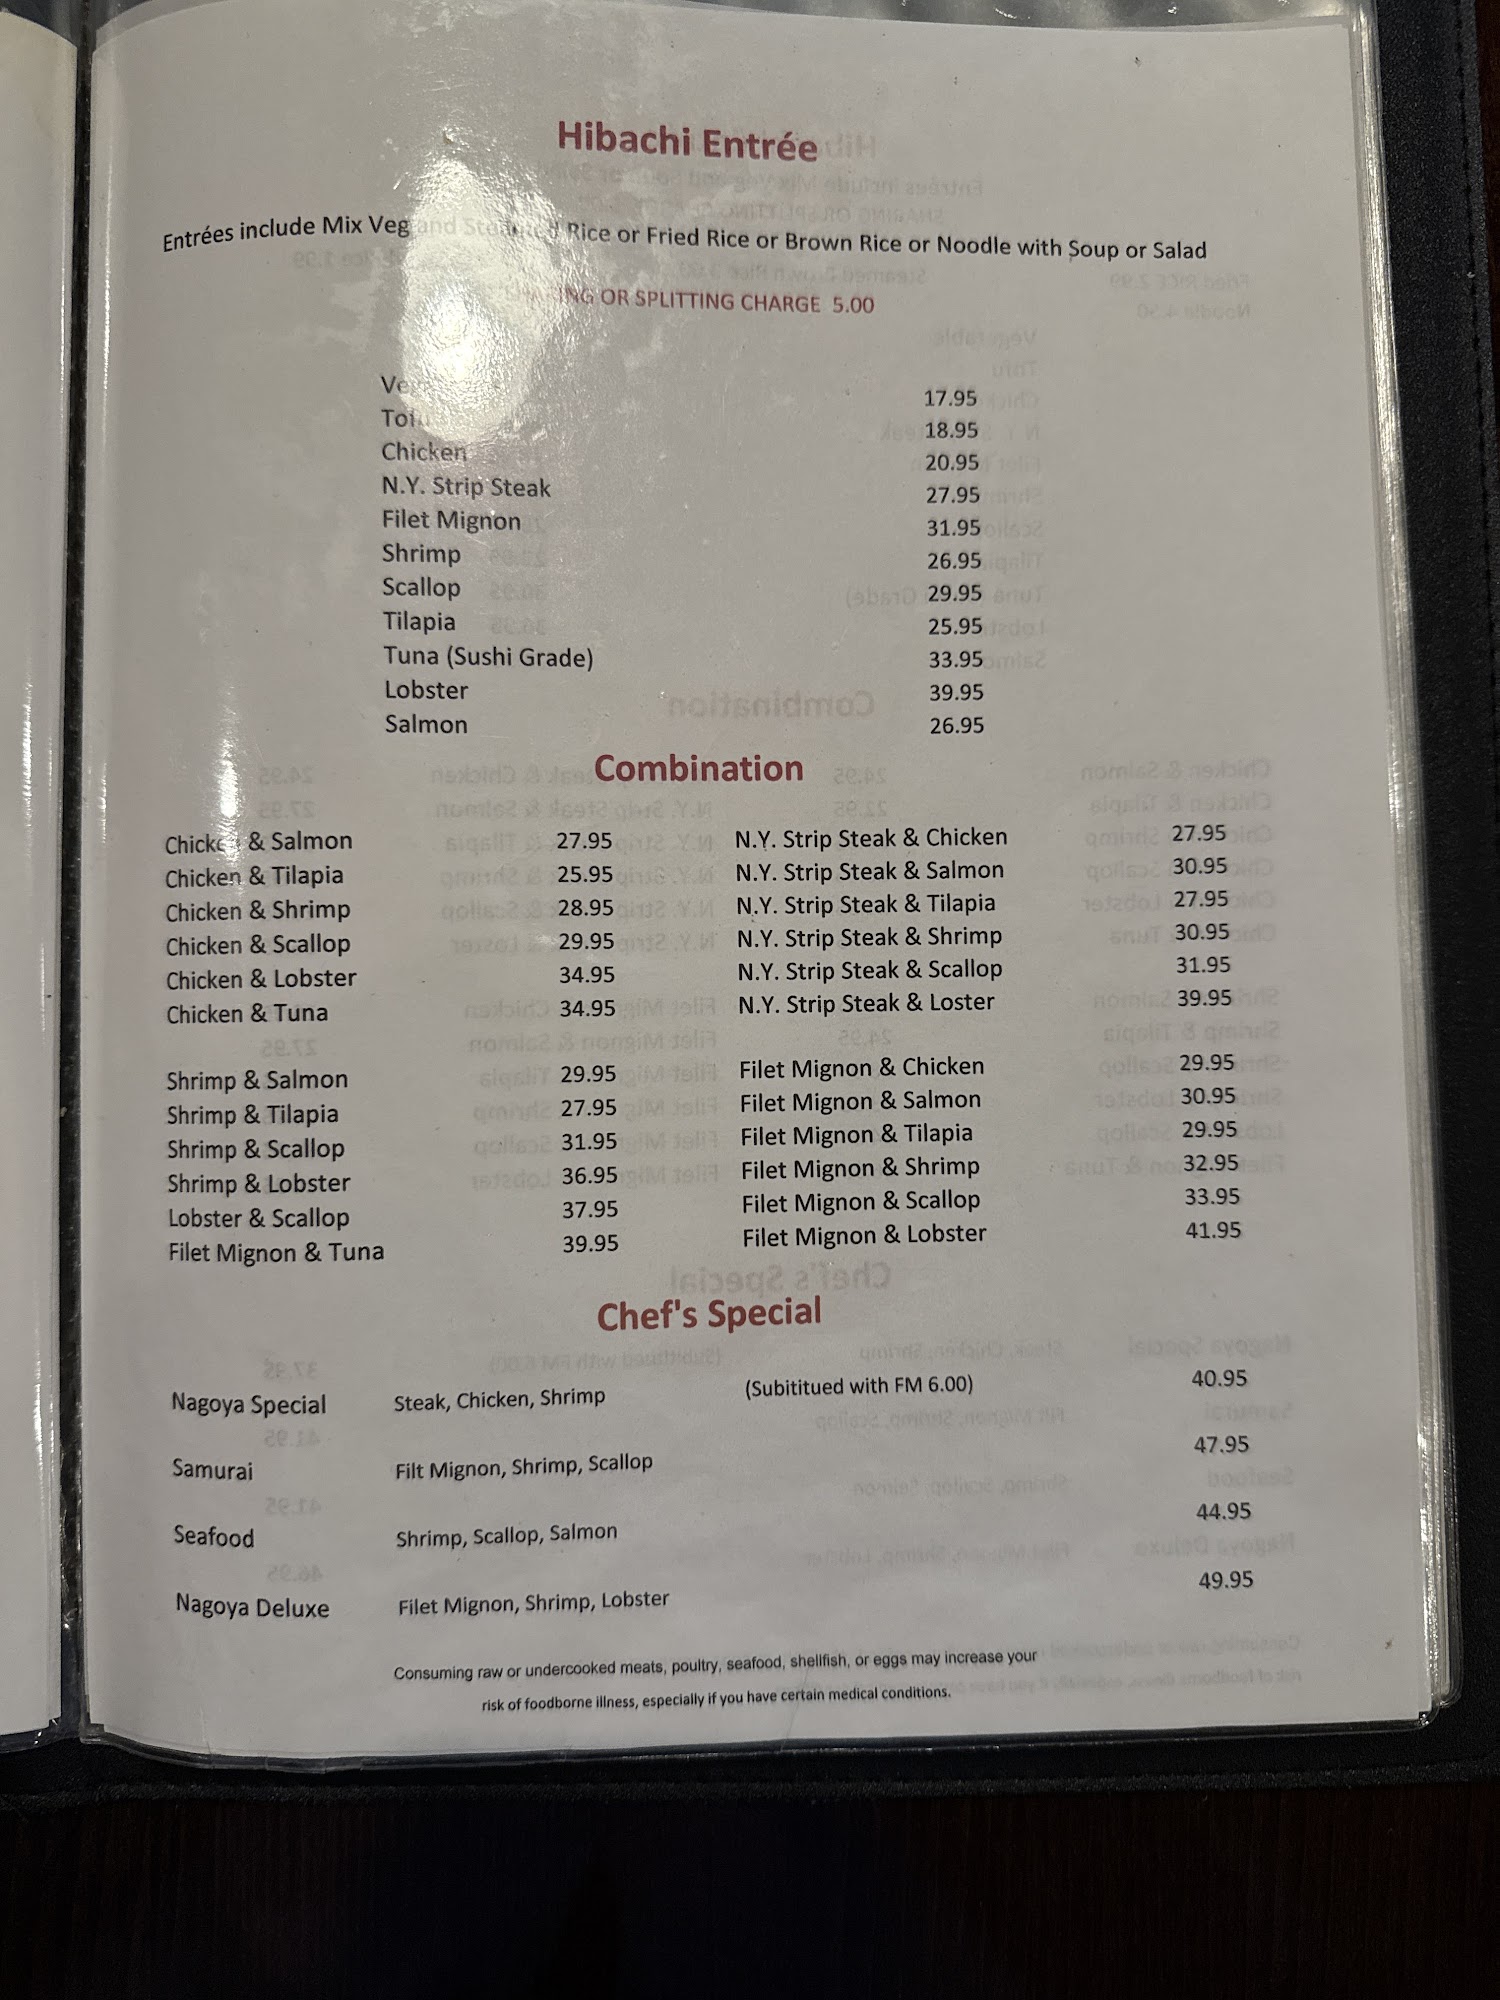 Hibachi Entrée
Entrées include Mix Veg and Steamed Rice or Fried Rice or Brown Rice or Noodle with Soup or Salad
OR SPLITTING CHARGE 5.00
17.95
18.95
Chicken 20.95
N.Y. Strip Steak 27.95
Filet Mignon 31.95
Shrimp 26.95
Scallop 29.95
Tilapia 25.95
Tuna (Sushi Grade) 33.95
Lobster 39.95
Salmon 26.95
Combination
Chicken & Salmon 27.95 N.Y. Strip Steak & Chicken 27.95
Chicken & Tilapia 25.95 N.Y. Strip Steak & Salmon 30.95
Chicken & Shrimp 28.95 N.Y. Strip Steak & Tilapia 27.95
Chicken & Scallop 29.95 N.Y. Strip Steak & Shrimp 30.95
Chicken & Lobster 34.95 N.Y. Strip Steak & Scallop 31.95
Chicken & Tuna 34.95 N.Y. Strip Steak & Loster 39.95
Shrimp & Salmon 29.95 Filet Mignon & Chicken 29.95
Shrimp & Tilapia 27.95 Filet Mignon & Salmon 30.95
Shrimp & Scallop 31.95 Filet Mignon & Tilapia 29.95
Shrimp & Lobster 36.95 Filet Mignon & Shrimp 32.95
Lobster & Scallop 37.95 Filet Mignon & Scallop 33.95
Filet Mignon & Tuna 39.95 Filet Mignon & Lobster 41.95
Chef's Special
Nagoya Special Steak, Chicken, Shrimp (Subititued with FM 6.00) 40.95
Samurai Filt Mignon, Shrimp, Scallop 47.95
Seafood Shrimp, Scallop, Salmon 44.95
Nagoya Deluxe Filet Mignon, Shrimp, Lobster 49.95
Consuming raw or undercooked meats, poultry, seafood, shellfish, or eggs may increase your
risk of foodborne illness, especially if you have certain medical conditions.